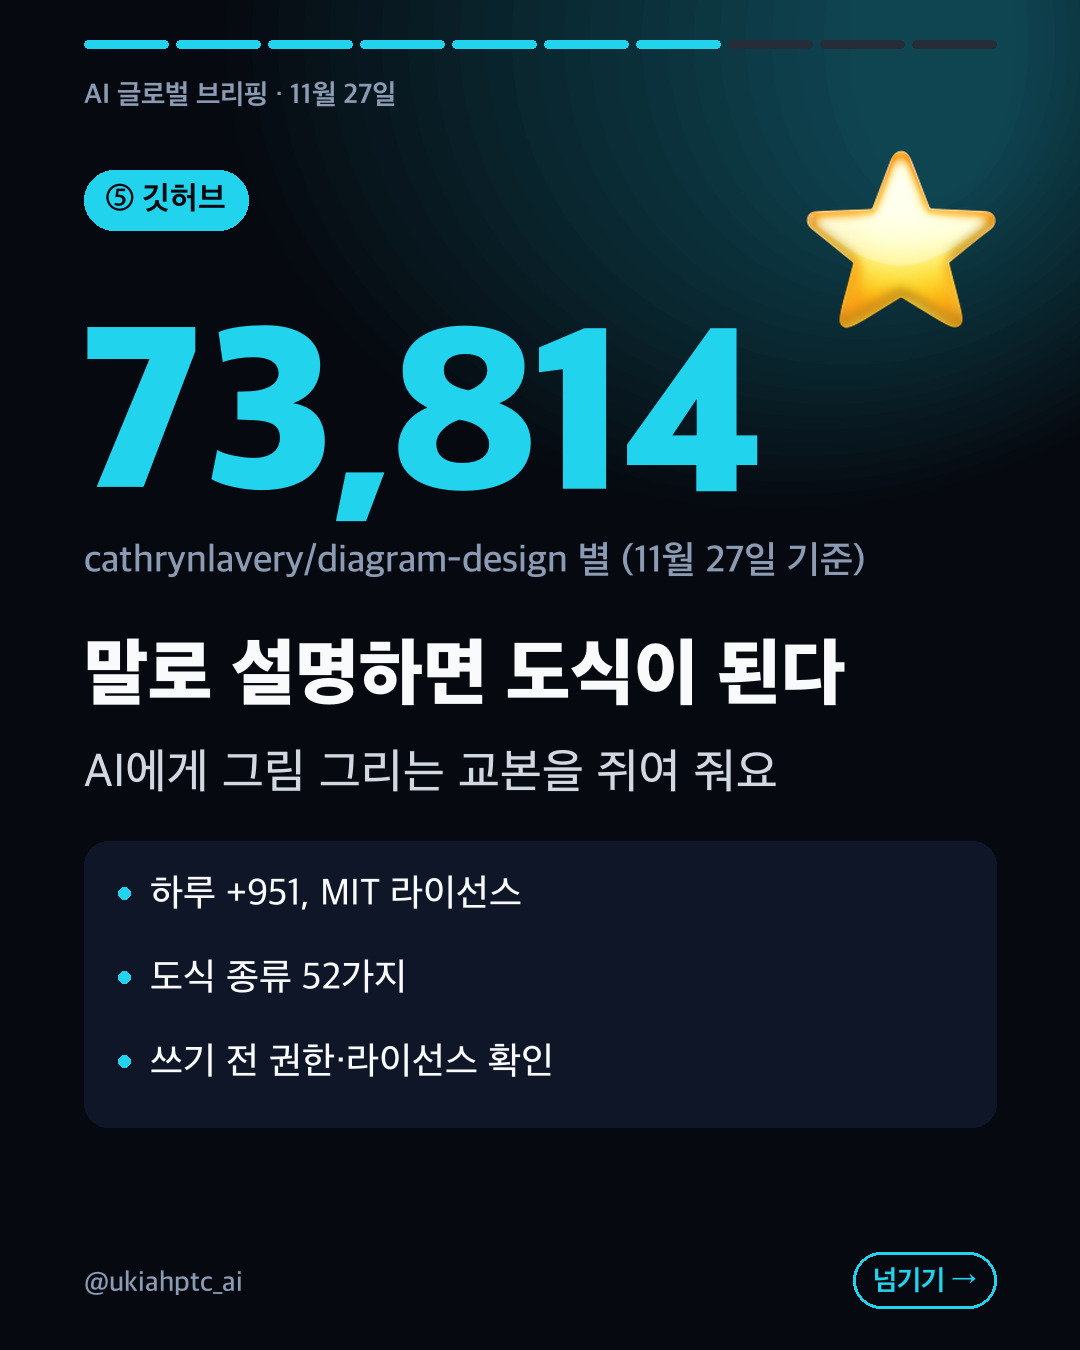 AI 글로벌 브리핑 · 11월 27일
⑤ 깃허브
73,814
cathrynlavery/diagram-design 별 (11월 27일 기준)
말로 설명하면 도식이 된다
AI에게 그림 그리는 교본을 쥐여 줘요
• 하루 +951, MIT 라이선스
• 도식 종류 52가지
• 쓰기 전 권한·라이선스 확인
@ukiahptc_ai
넘기기 →